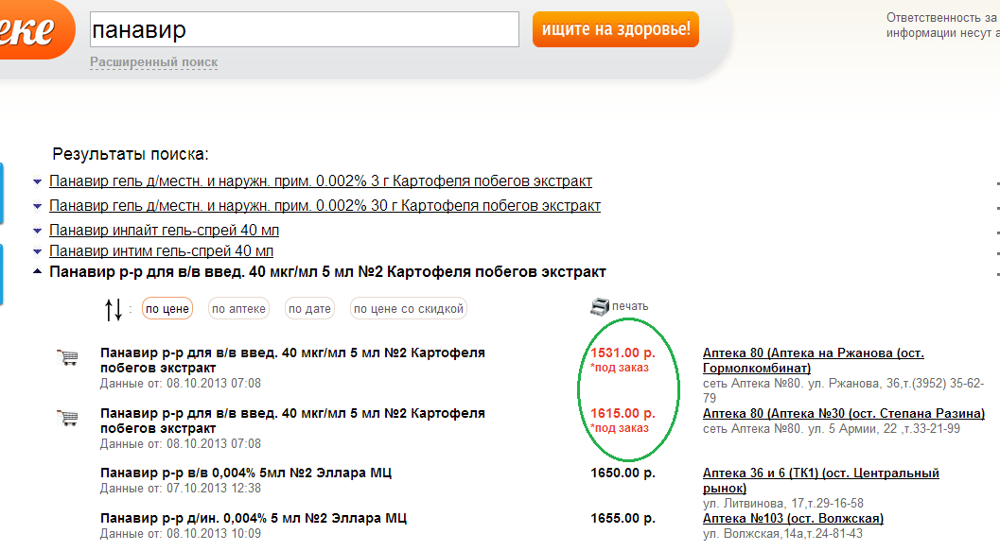 еке
панавир
ищите на здоровье!
Ответственность за
информации несут а
Расширенный поиск
Результаты поиска:
Панавир гель д/местн. и наружн. прим. 0.002% 3 г Картофеля побегов экстракт
Панавир гель д/местн. и наружн. прим. 0.002% 30 г Картофеля побегов экстракт
Панавир инлайт гель-спрей 40 мл
Панавир интим гель-спрей 40 мл
Панавир р-р для в/в введ. 40 мкг/мл 5 мл №2 Картофеля побегов экстракт
: по цене по аптеке по дате по цене со скидкой печать
Панавир р-р для в/в введ. 40 мкг/мл 5 мл №2 Картофеля
побегов экстракт
Данные от: 08.10.2013 07:08
1531.00 р.
*под заказ
Аптека 80 (Аптека на Ржанова (ост.
Гормолкомбинат)
сеть Аптека №80. ул. Ржанова, 36,т.(3952) 35-62-
79
Панавир р-р для в/в введ. 40 мкг/мл 5 мл №2 Картофеля
побегов экстракт
Данные от: 08.10.2013 07:08
1615.00 р.
*под заказ
Аптека 80 (Аптека №30 (ост. Степана Разина)
сеть Аптека №80. ул. 5 Армии, 22 ,т.33-21-99
Панавир р-р в/в 0,004% 5мл №2 Эллара МЦ
Данные от: 07.10.2013 12:38
1650.00 р.
Аптека 36 и 6 (ТК1) (ост. Центральный
рынок)
ул. Литвинова, 17,т.29-16-58
Панавир р-р д/ин. 0,004% 5 мл №2 Эллара МЦ
Данные от: 08.10.2013 10:09
1655.00 р.
Аптека №103 (ост. Волжская)
ул. Волжская,14а,т.24-81-43